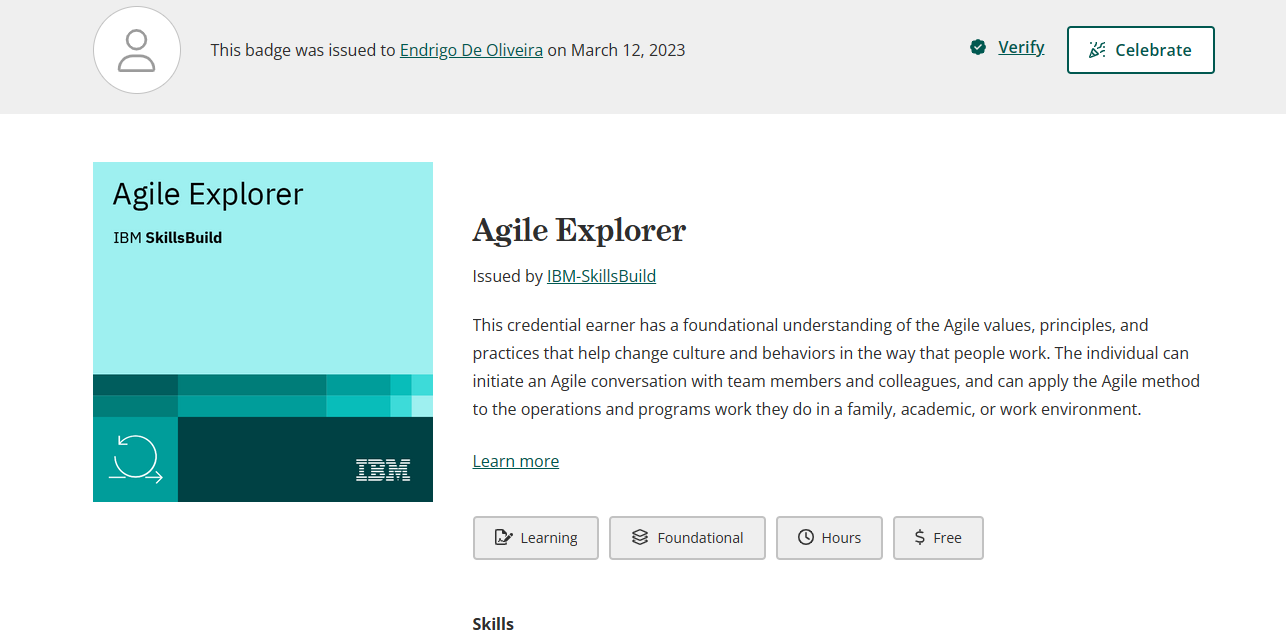 This badge was issued to Endrigo De Oliveira on March 12, 2023
Verify
Celebrate
Agile Explorer
IBM SkillsBuild
IBM
Agile Explorer
Issued by IBM-SkillsBuild
This credential earner has a foundational understanding of the Agile values, principles, and
practices that help change culture and behaviors in the way that people work. The individual can
initiate an Agile conversation with team members and colleagues, and can apply the Agile method
to the operations and programs work they do in a family, academic, or work environment.
Learn more
Learning
Foundational
Hours
$ Free
Skills